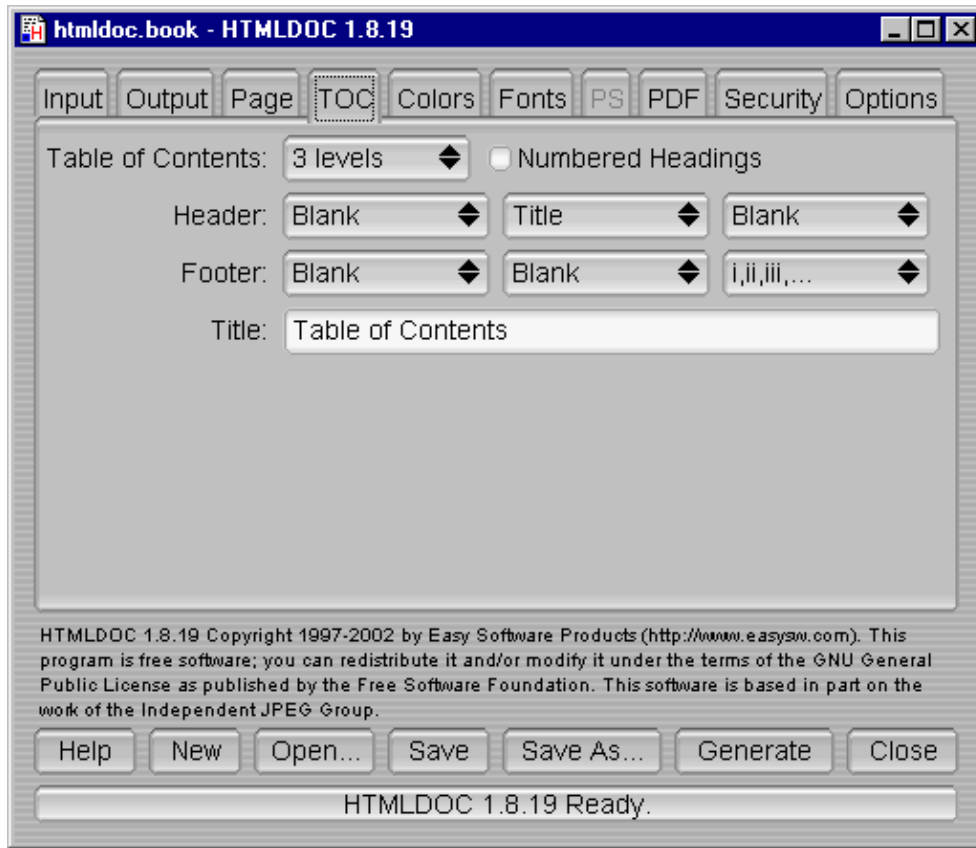 htmldoc.book - HTMLDOC 1.8.19
Input Output Page TOC Colors Fonts PS PDF Security Options
Table of Contents: 3 levels Numbered Headings
Header: Blank Title Blank
Footer: Blank Blank i,ii,iii,...
Title: Table of Contents
HTMLDOC 1.8.19 Copyright 1997-2002 by Easy Software Products (http://www.easysw.com). This
program is free software; you can redistribute it and/or modify it under the terms of the GNU General
Public License as published by the Free Software Foundation. This software is based in part on the
work of the Independent JPEG Group.
Help New Open... Save Save As... Generate Close
HTMLDOC 1.8.19 Ready.